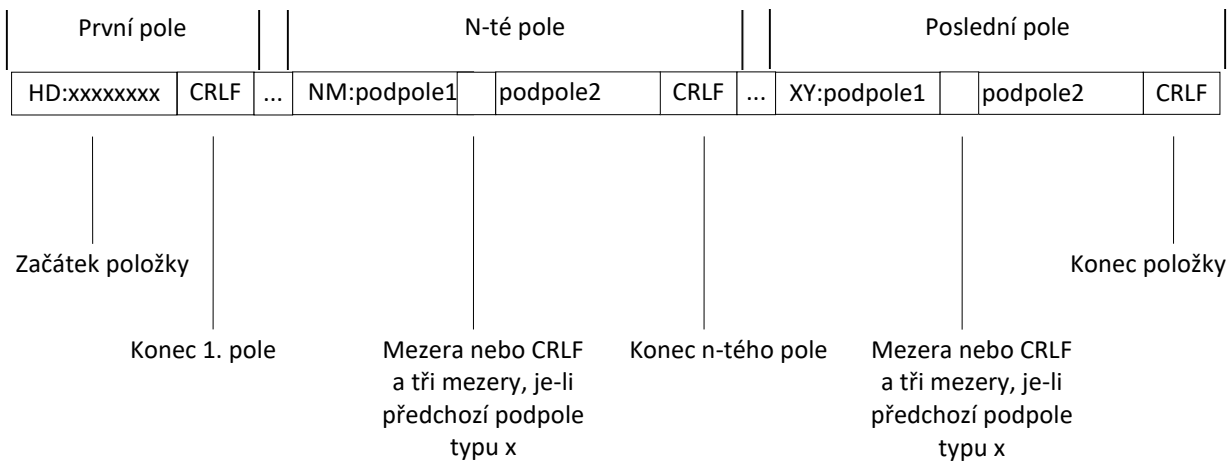 První pole N-té pole Poslední pole
HD:xxxxxxxx CRLF ... NM:podpole1 podpole2 CRLF ... XY:podpole1 podpole2 CRLF
Začátek položky Konec položky
Konec 1. pole Mezera nebo CRLF Konec n-tého pole Mezera nebo CRLF
a tři mezery, je-li a tři mezery, je-li
předchozí podpole předchozí podpole
typu x typu x